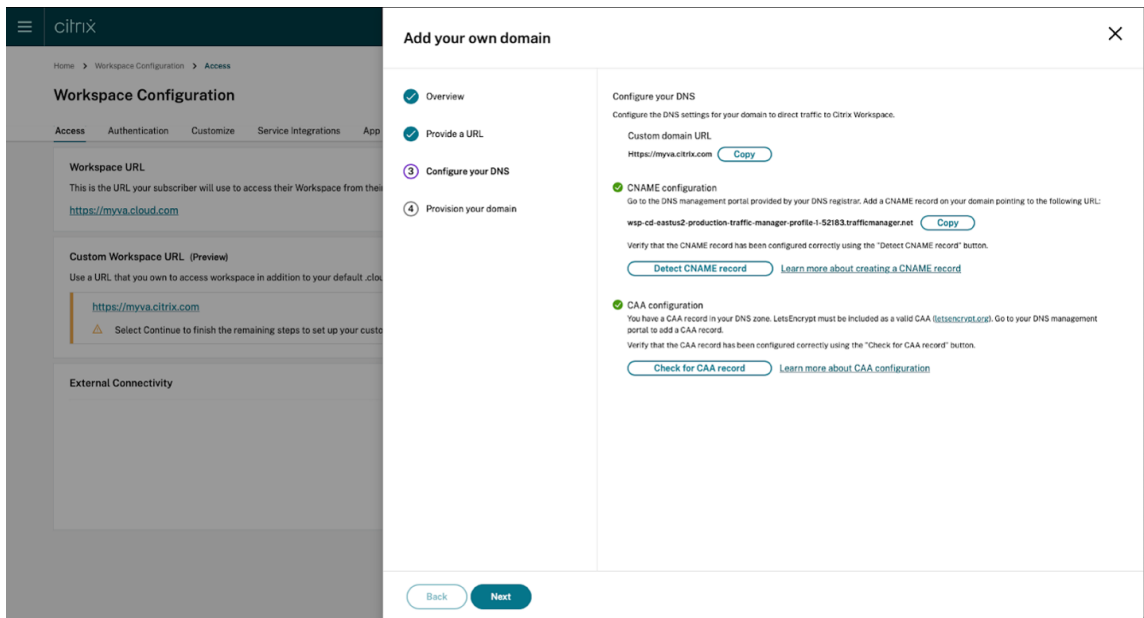 citrix
Home > Workspace Configuration > Access
Workspace Configuration
Access Authentication Customize Service Integrations App
Workspace URL
This is the URL your subscriber will use to access their Workspace from their
https://myva.cloud.com
Custom Workspace URL (Preview)
Use a URL that you own to access workspace in addition to your default .clou
https://myva.citrix.com
Select Continue to finish the remaining steps to set up your custo
External Connectivity
Add your own domain
Overview
Provide a URL
3 Configure your DNS
4 Provision your domain
Configure your DNS
Configure the DNS settings for your domain to direct traffic to Citrix Workspace.
Custom domain URL
Https://myva.citrix.com Copy
CNAME configuration
Go to the DNS management portal provided by your DNS registrar. Add a CNAME record on your domain pointing to the following URL:
wsp-cd-eastus2-production-traffic-manager-profile-1-52183.trafficmanager.net Copy
Verify that the CNAME record has been configured correctly using the "Detect CNAME record" button.
Detect CNAME record Learn more about creating a CNAME record
CAA configuration
You have a CAA record in your DNS zone. LetsEncrypt must be included as a valid CAA (letsencrypt.org). Go to your DNS management
portal to add a CAA record.
Verify that the CAA record has been configured correctly using the "Check for CAA record" button.
Check for CAA record Learn more about CAA configuration
Back Next